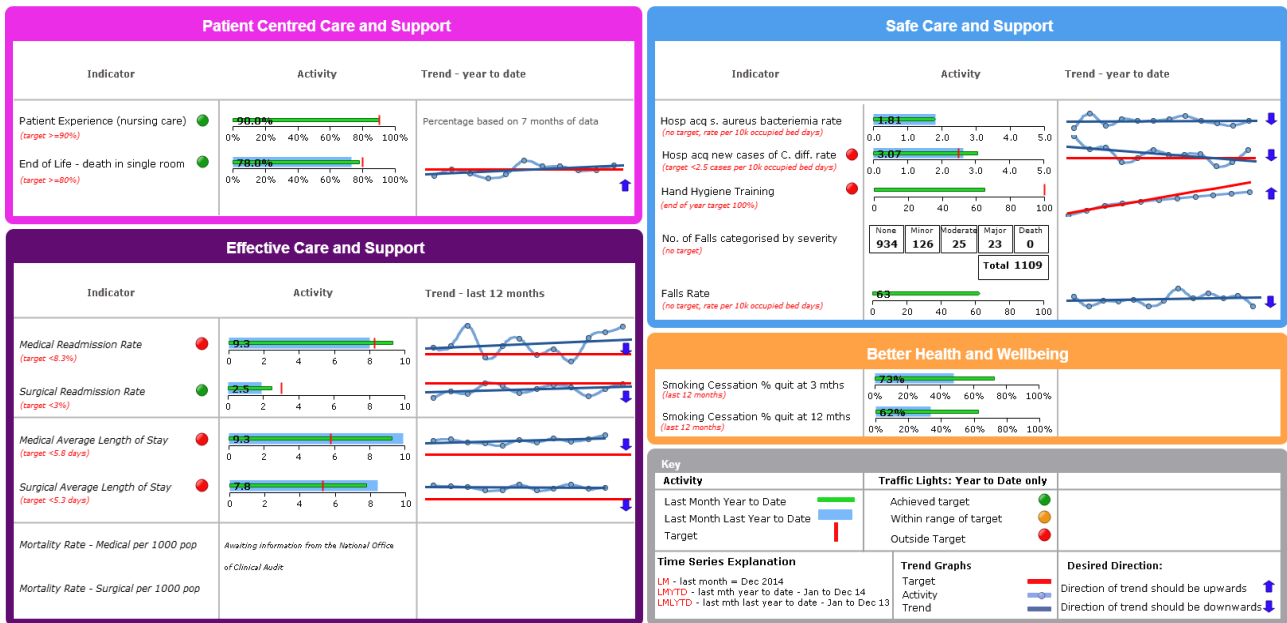 Patient Centred Care and Support
Indicator Activity Trend - year to date
Patient Experience (nursing care) 90.8% Percentage based on 7 months of data
(target >=90%)
0% 20% 40% 60% 80% 100%
End of Life - death in single room 78.8%
(target >=80%)
0% 20% 40% 60% 80% 100%
Effective Care and Support
Indicator Activity Trend - last 12 months
Medical Readmission Rate 9.3
(target <8.3%)
0 2 4 6 8 10
Surgical Readmission Rate 2.5
(target <3%)
0 2 4 6 8 10
Medical Average Length of Stay 9.3
(target <5.8 days)
0 2 4 6 8 10
Surgical Average Length of Stay 7.8
(target <5.3 days)
0 2 4 6 8 10
Mortality Rate - Medical per 1000 pop
Awaiting information from the National Office
of Clinical Audit
Mortality Rate - Surgical per 1000 pop
Safe Care and Support
Indicator Activity Trend - year to date
Hosp acq s. aureus bacteriemia rate 1.81
(no target, rate per 10k occupied bed days)
0.0 1.0 2.0 3.0 4.0 5.0
Hosp acq new cases of C. diff. rate 3.07
(target <2.5 cases per 10k occupied bed days)
0.0 1.0 2.0 3.0 4.0 5.0
Hand Hygiene Training
(end of year target 100%)
0 20 40 60 80 100
No. of Falls categorised by severity
(no target)
None Minor Moderate Major Death
934 126 25 23 0
Total 1109
Falls Rate 63
(no target, rate per 10k occupied bed days)
0 20 40 60 80 100
Better Health and Wellbeing
Smoking Cessation % quit at 3 mths 73%
(last 12 months)
0% 20% 40% 60% 80% 100%
Smoking Cessation % quit at 12 mths 62%
(last 12 months)
0% 20% 40% 60% 80% 100%
Key
Activity Traffic Lights: Year to Date only
Last Month Year to Date Achieved target
Last Month Last Year to Date Within range of target
Target Outside Target
Time Series Explanation
LM - last month = Dec 2014
LMYTD - last mth year to date - Jan to Dec 14
LMLYTD - last mth last year to date - Jan to Dec 13
Trend Graphs
Target
Activity
Trend
Desired Direction:
Direction of trend should be upwards
Direction of trend should be downwards